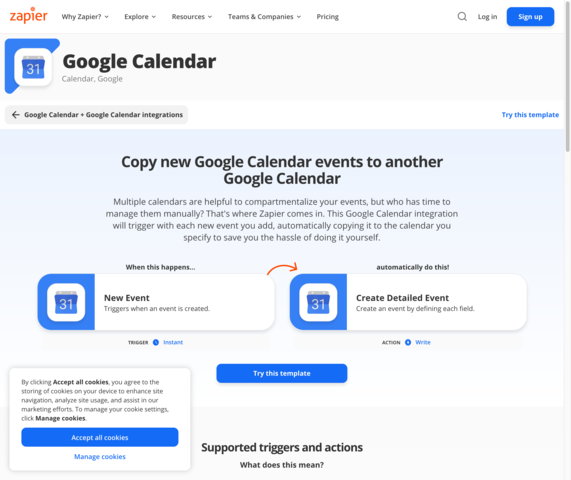 zapier
Why Zapier?
Explore
Resources
Teams & Companies
Pricing
Log in
Sign up
31
Google Calendar
Calendar, Google
Google Calendar + Google Calendar integrations
Try this template
Copy new Google Calendar events to another
Google Calendar
Multiple calendars are helpful to compartmentalize your events, but who has time to
manage them manually? That's where Zapier comes in. This Google Calendar integration
will trigger with each new event you add, automatically copying it to the calendar you
specify to save you the hassle of doing it yourself.
When this happens...
31
New Event
Triggers when an event is created.
TRIGGER
Instant
automatically do this!
31
Create Detailed Event
Create an event by defining each field.
ACTION
Write
Try this template
By clicking Accept all cookies, you agree to the
storing of cookies on your device to enhance site
navigation, analyze site usage, and assist in our
marketing efforts. To manage your cookie settings,
click Manage cookies.
Accept all cookies
Manage cookies
Supported triggers and actions
What does this mean?